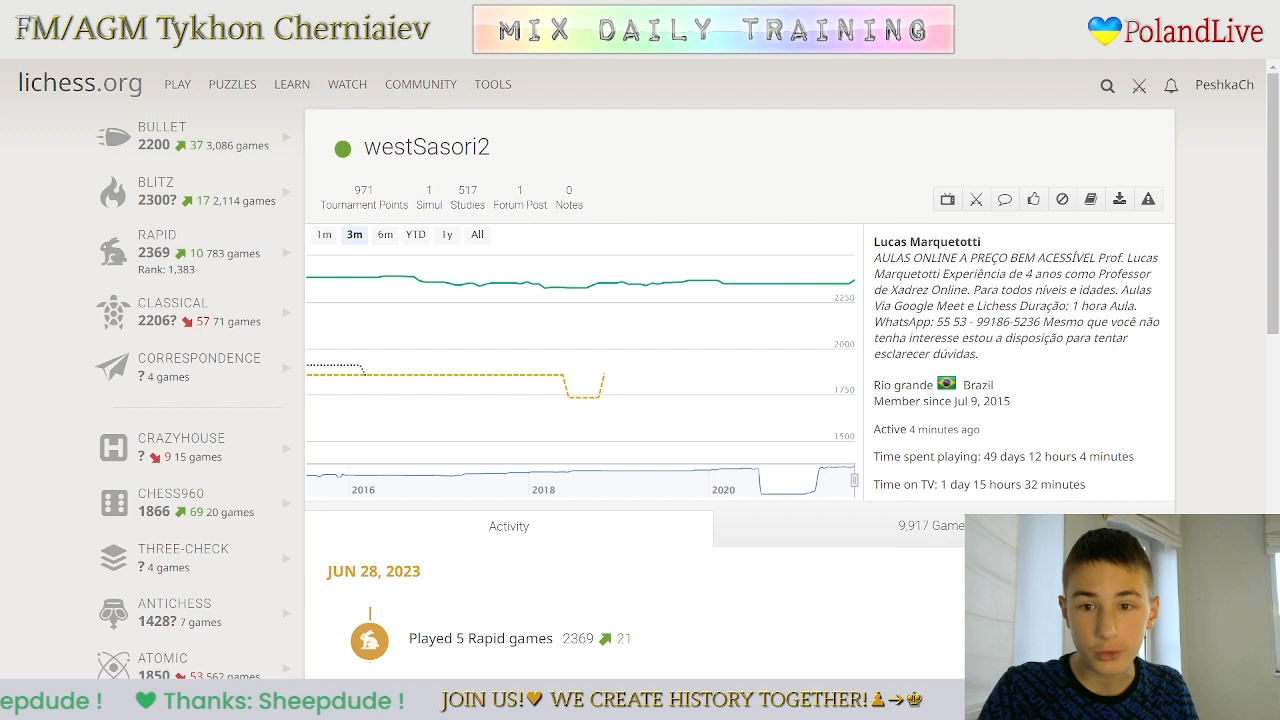 FM/AGM Tykhon Cherniaiev
MIX DAILY TRAINING
PolandLive
lichess.org
PLAY PUZZLES LEARN WATCH COMMUNITY TOOLS
PeshkaCh
BULLET
2200 37 3,086 games
BLITZ
2300? 17 2,114 games
RAPID
2369 10 783 games
Rank: 1,383
CLASSICAL
2206? 57 71 games
CORRESPONDENCE
? 4 games
CRAZYHOUSE
? 9 15 games
CHESS960
1866 69 20 games
THREE-CHECK
? 4 games
ANTICHESS
1428? 7 games
ATOMIC
1850 53 562 games
westSasori2
971 1 517 1 0
Tournament Points Simul Studies Forum Post Notes
1m 3m 6m YTD 1y All
2250
2000
1750
1500
2016 2018 2020
Lucas Marquetotti
AULAS ONLINE A PREÇO BEM ACESSÍVEL Prof. Lucas
Marquetotti Experiência de 4 anos como Professor
de Xadrez Online. Para todos níveis e idades. Aulas
Via Google Meet e Lichess Duração: 1 hora Aula.
WhatsApp: 55 53 - 99186-5236 Mesmo que você não
tenha interesse estou a disposição para tentar
esclarecer dúvidas.
Rio grande Brazil
Member since Jul 9, 2015
Active 4 minutes ago
Time spent playing: 49 days 12 hours 4 minutes
Time on TV: 1 day 15 hours 32 minutes
Activity
9,917 Game
JUN 28, 2023
Played 5 Rapid games 2369 21
epdude ! Thanks: Sheepdude ! JOIN US! WE CREATE HISTORY TOGETHER!